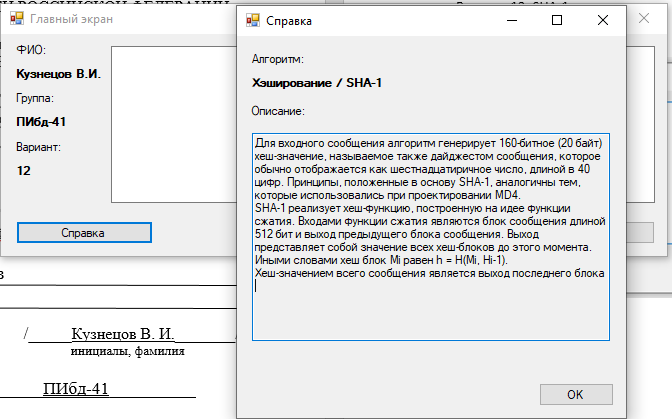 Главный экран
ФИО:
Кузнецов В.И.
Группа:
ПИбд-41
Вариант:
12
Справка
Справка
Алгоритм:
Хэширование / SHA-1
Описание:
Для входного сообщения алгоритм генерирует 160-битное (20 байт)
хеш-значение, называемое также дайджестом сообщения, которое
обычно отображается как шестнадцатиричное число, длиной в 40
цифр. Принципы, положенные в основу SHA-1, аналогичны тем,
которые использовались при проектировании MD4.
SHA-1 реализует хеш-функцию, построенную на идее функции
сжатия. Входами функции сжатия являются блок сообщения длиной
512 бит и выход предыдущего блока сообщения. Выход
представляет собой значение всех хеш-блоков до этого момента.
Иными словами хеш блок Mi равен h = H(Mi, Hi-1).
Хеш-значением всего сообщения является выход последнего блока
OK
/ Кузнецов В. И. /
инициалы, фамилия
ПИбд-41